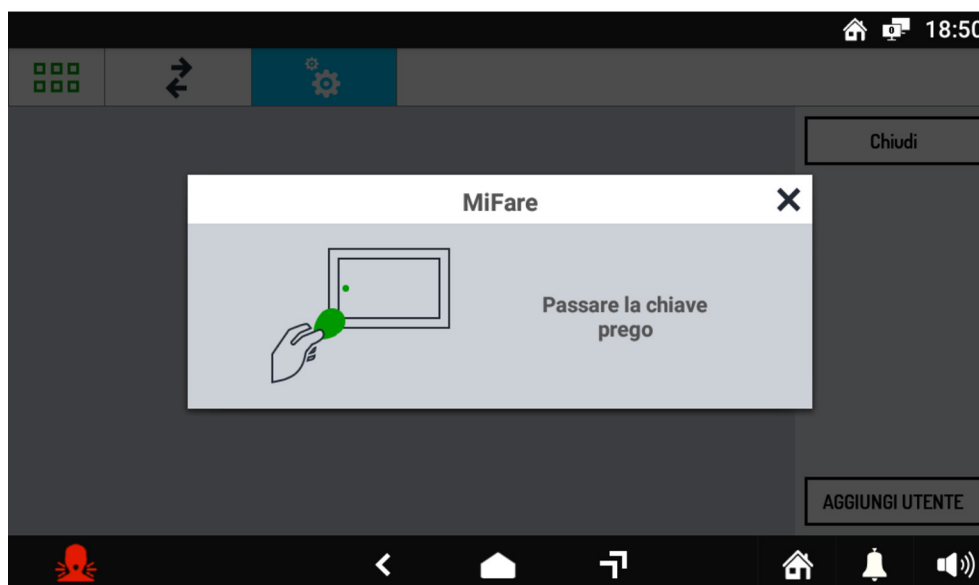 18:50
Chiudi
MiFare
Passare la chiave
prego
AGGIUNGI UTENTE